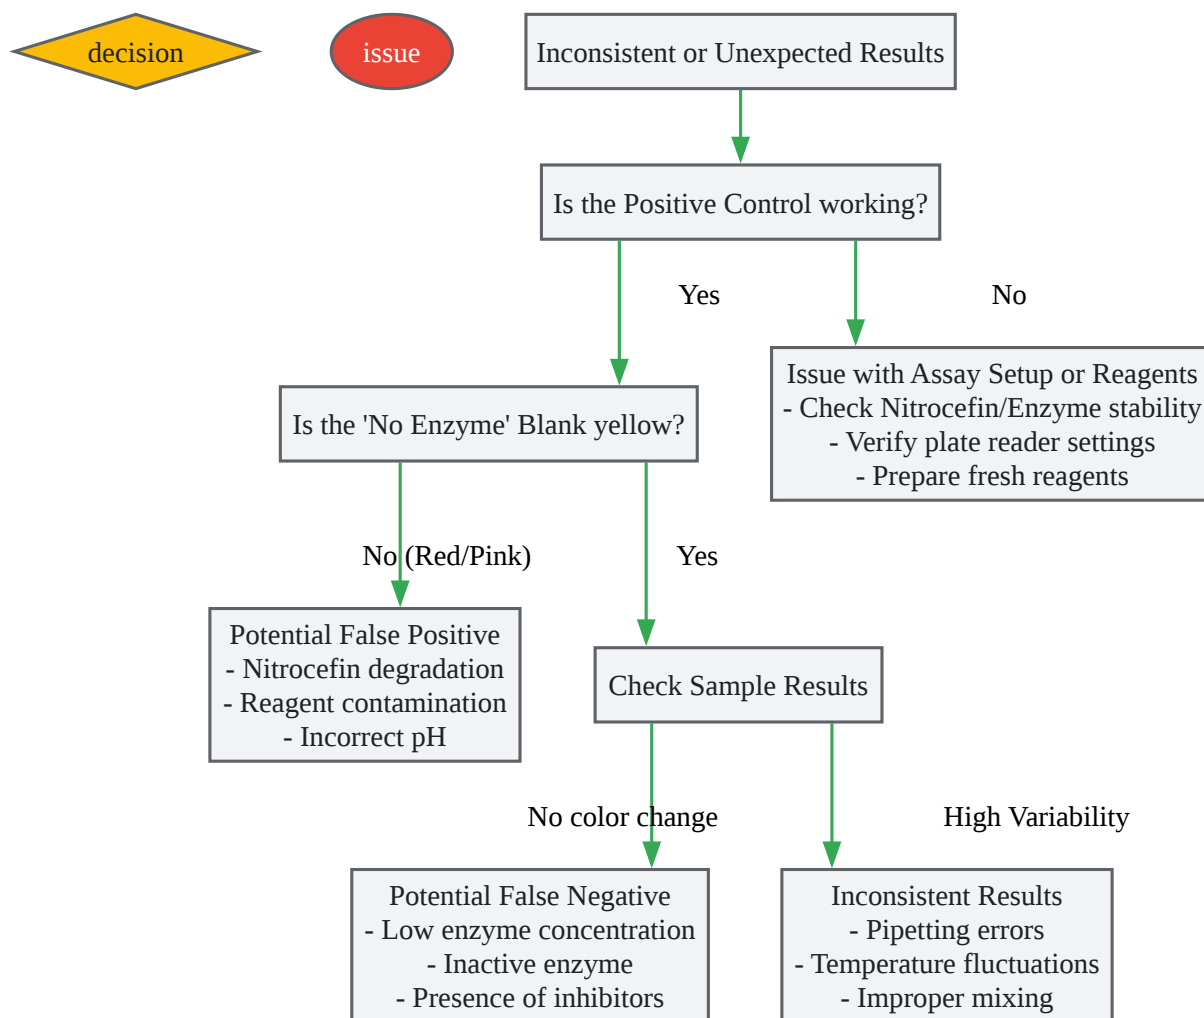 decision
issue
Inconsistent or Unexpected Results
Is the Positive Control working?
Yes
No
Issue with Assay Setup or Reagents
- Check Nitrocefin/Enzyme stability
- Verify plate reader settings
- Prepare fresh reagents
Is the 'No Enzyme' Blank yellow?
No (Red/Pink)
Yes
Potential False Positive
- Nitrocefin degradation
- Reagent contamination
- Incorrect pH
Check Sample Results
No color change
High Variability
Potential False Negative
- Low enzyme concentration
- Inactive enzyme
- Presence of inhibitors
Inconsistent Results
- Pipetting errors
- Temperature fluctuations
- Improper mixing